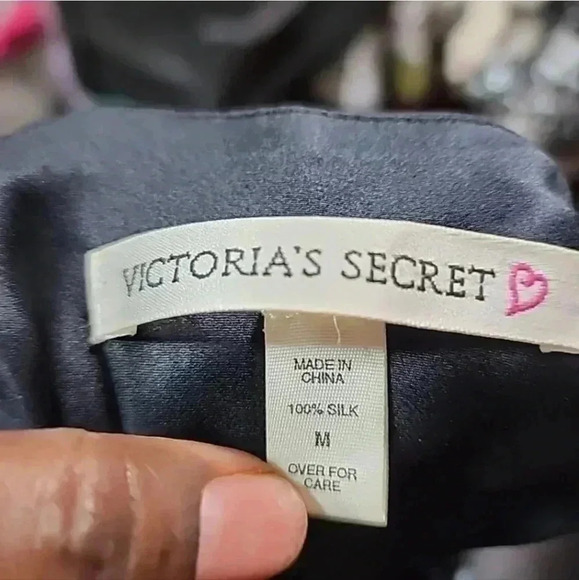 VICTORIA'S SECRET
MADE IN
CHINA
100% SILK
M
OVER FOR
CARE